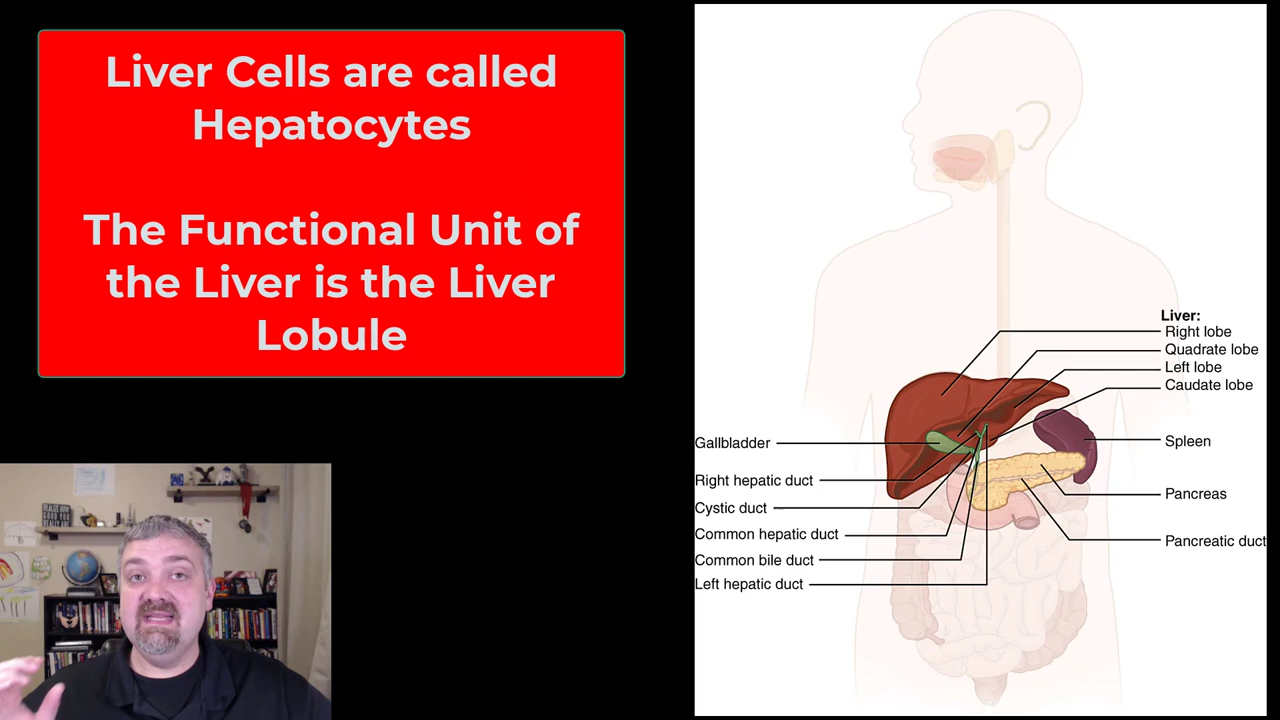 Liver Cells are called
Hepatocytes
The Functional Unit of
the Liver is the Liver
Lobule
Liver:
Right lobe
Quadrate lobe
Left lobe
Caudate lobe
Spleen
Pancreas
Pancreatic duct
Gallbladder
Right hepatic duct
Cystic duct
Common hepatic duct
Common bile duct
Left hepatic duct